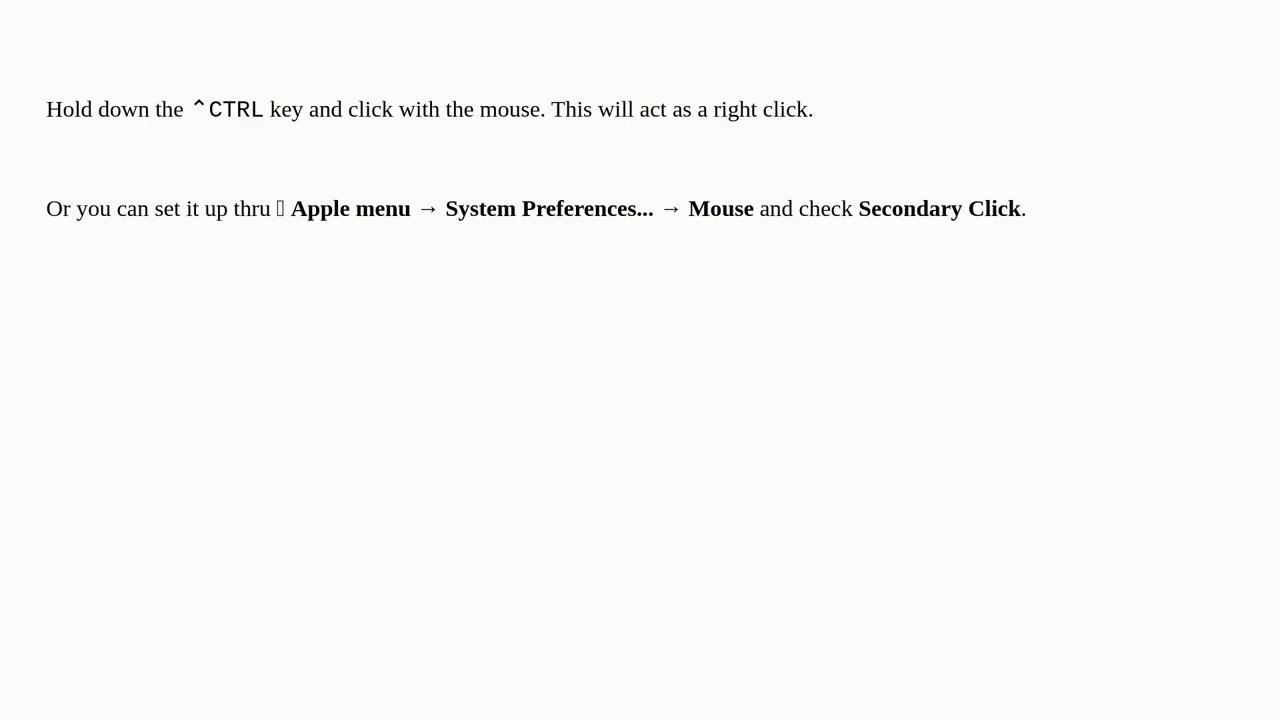 Hold down the ⌃CTRL key and click with the mouse. This will act as a right click.
Or you can set it up thru  Apple menu → System Preferences... → Mouse and check Secondary Click.